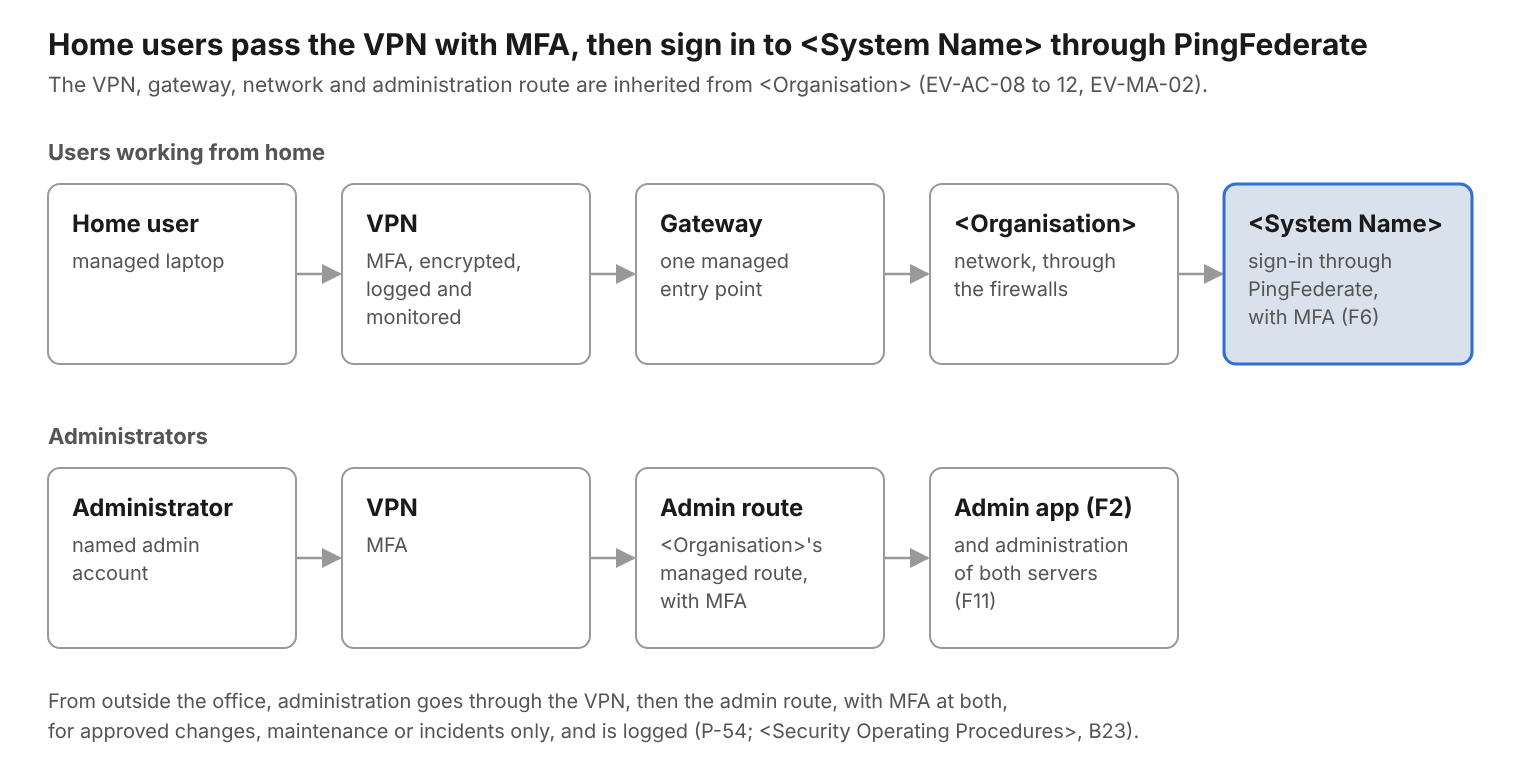 Home users pass the VPN with MFA, then sign in to <System Name> through PingFederate
The VPN, gateway, network and administration route are inherited from <Organisation> (EV-AC-08 to 12, EV-MA-02).
Users working from home
Home user
managed laptop
VPN
MFA, encrypted,
logged and
monitored
Gateway
one managed
entry point
<Organisation>
network, through
the firewalls
<System Name>
sign-in through
PingFederate,
with MFA (F6)
Administrators
Administrator
named admin
account
VPN
MFA
Admin route
<Organisation>'s
managed route,
with MFA
Admin app (F2)
and administration
of both servers
(F11)
From outside the office, administration goes through the VPN, then the admin route, with MFA at both,
for approved changes, maintenance or incidents only, and is logged (P-54; <Security Operating Procedures>, B23).